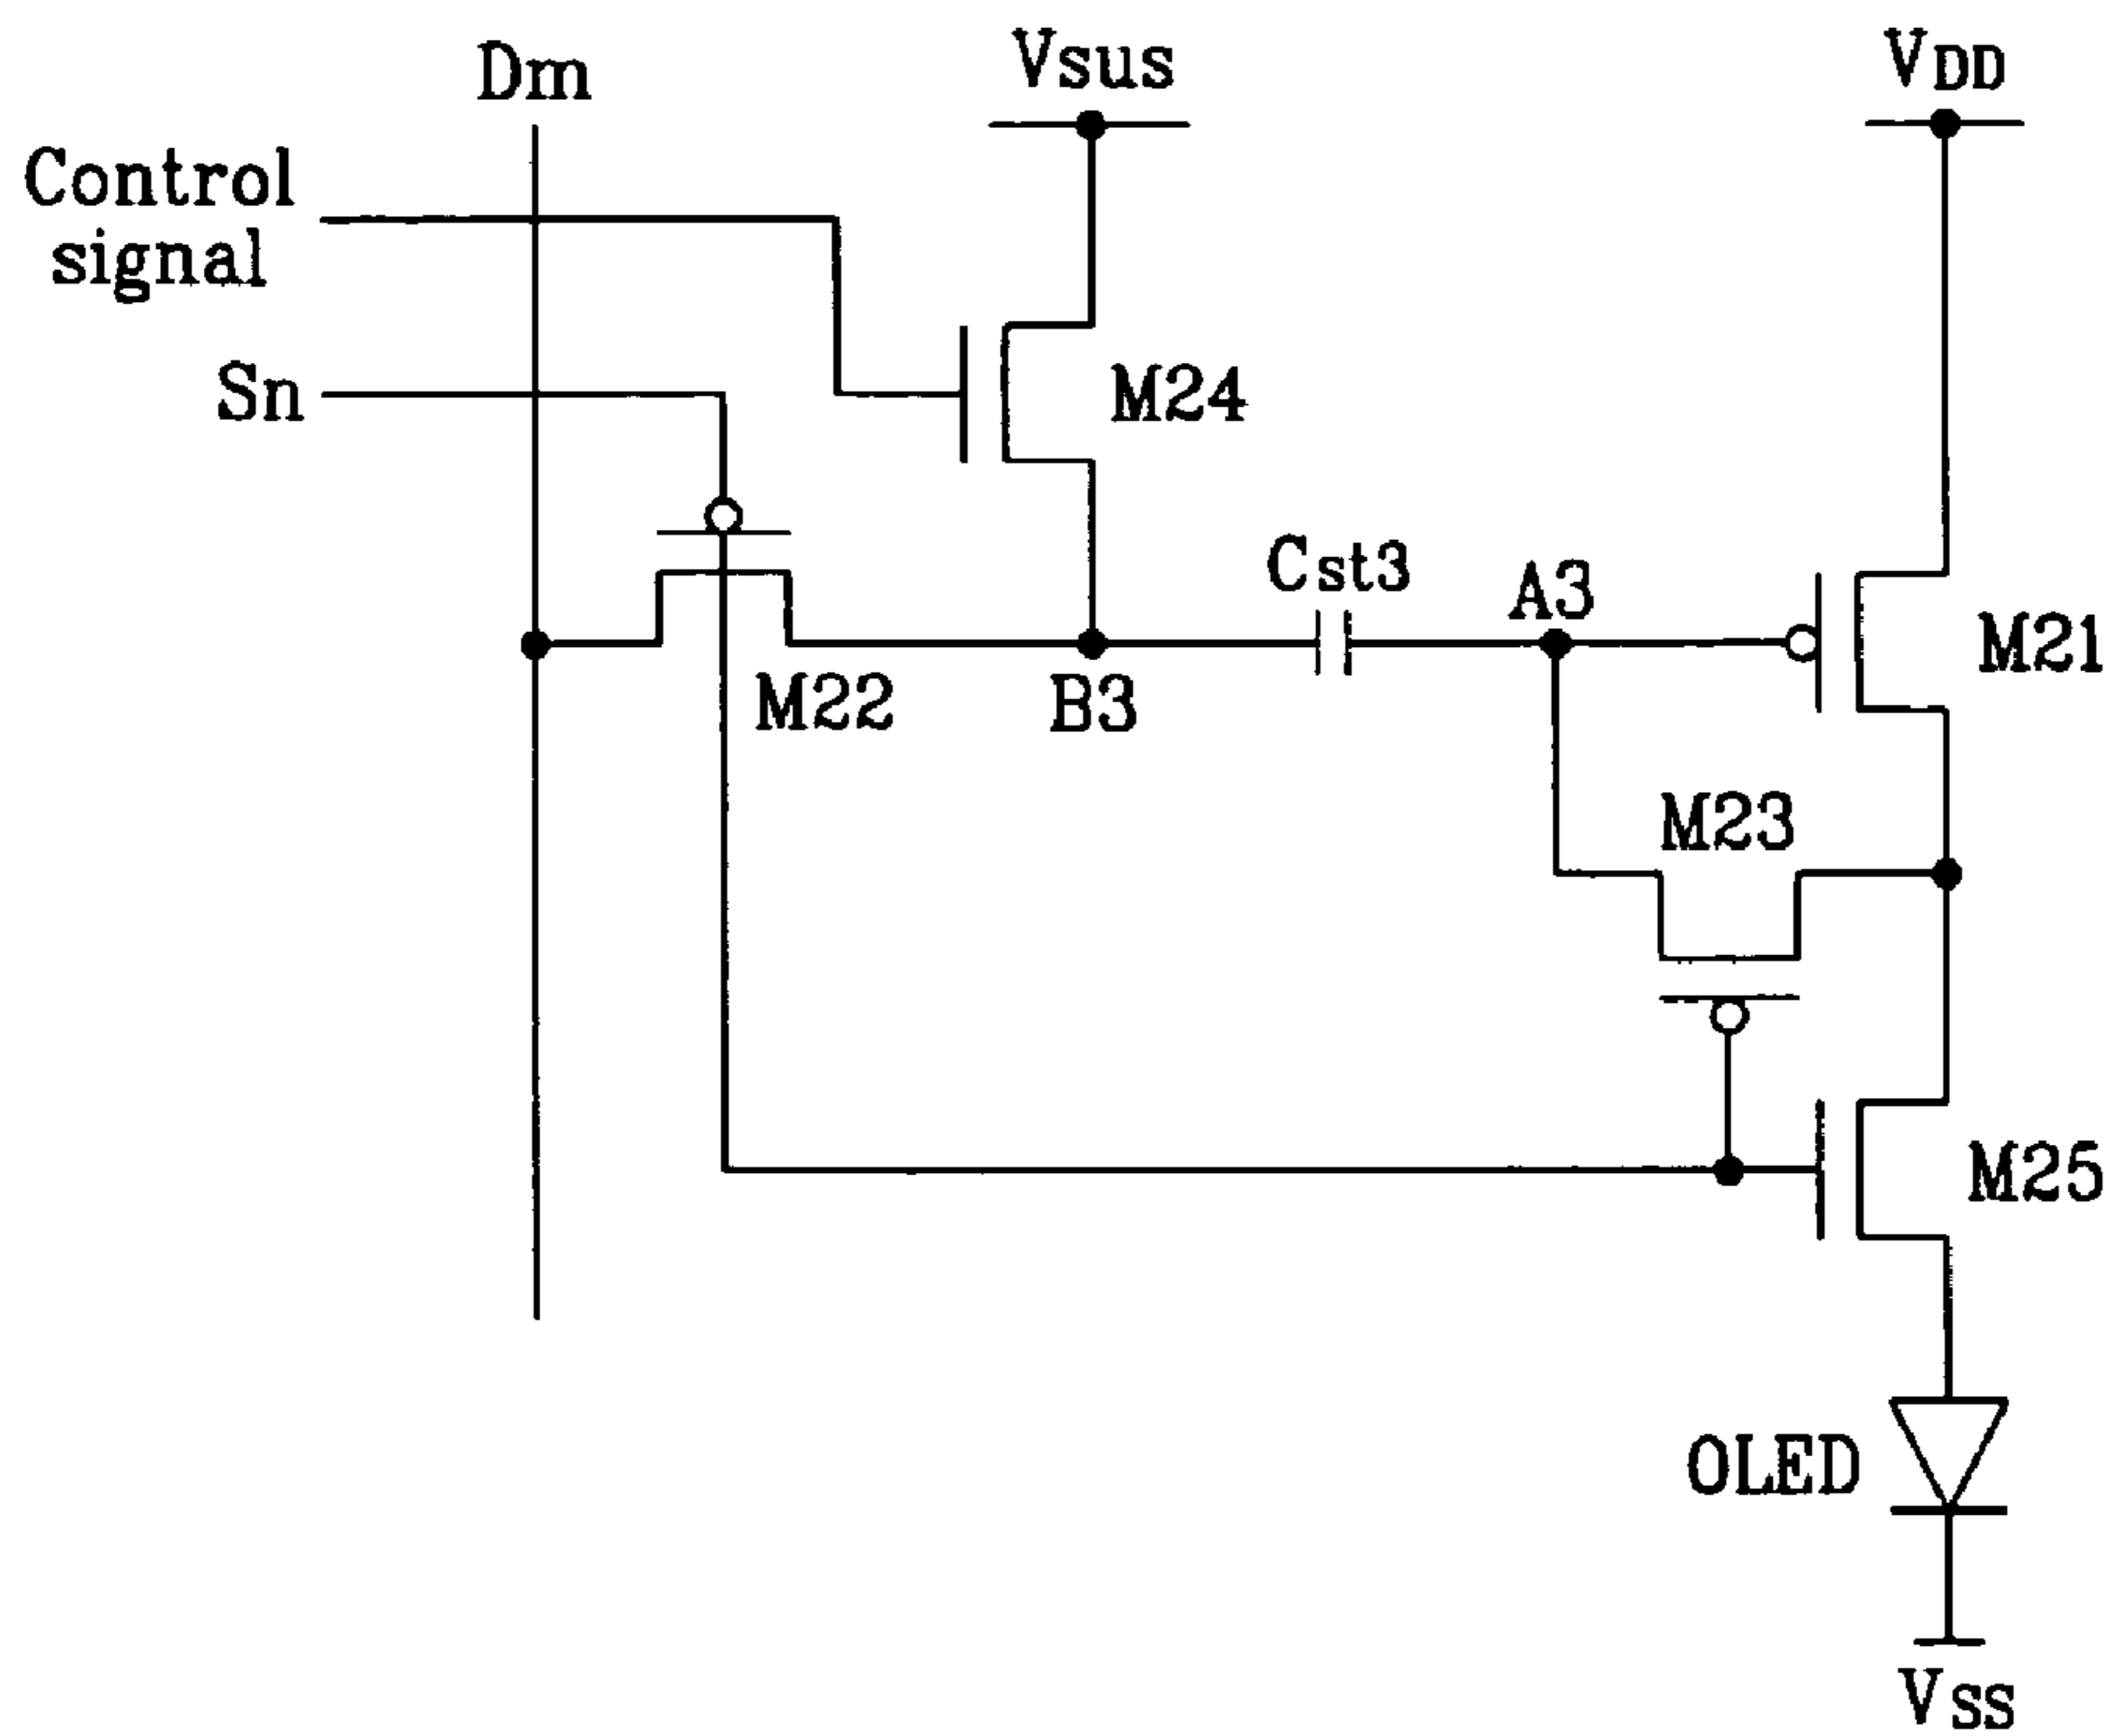 Dm
Vsus
VDD
Control
signal
Sn
M24
Cst3
A3
M21
M22
B3
M23
M25
OLED
VSS